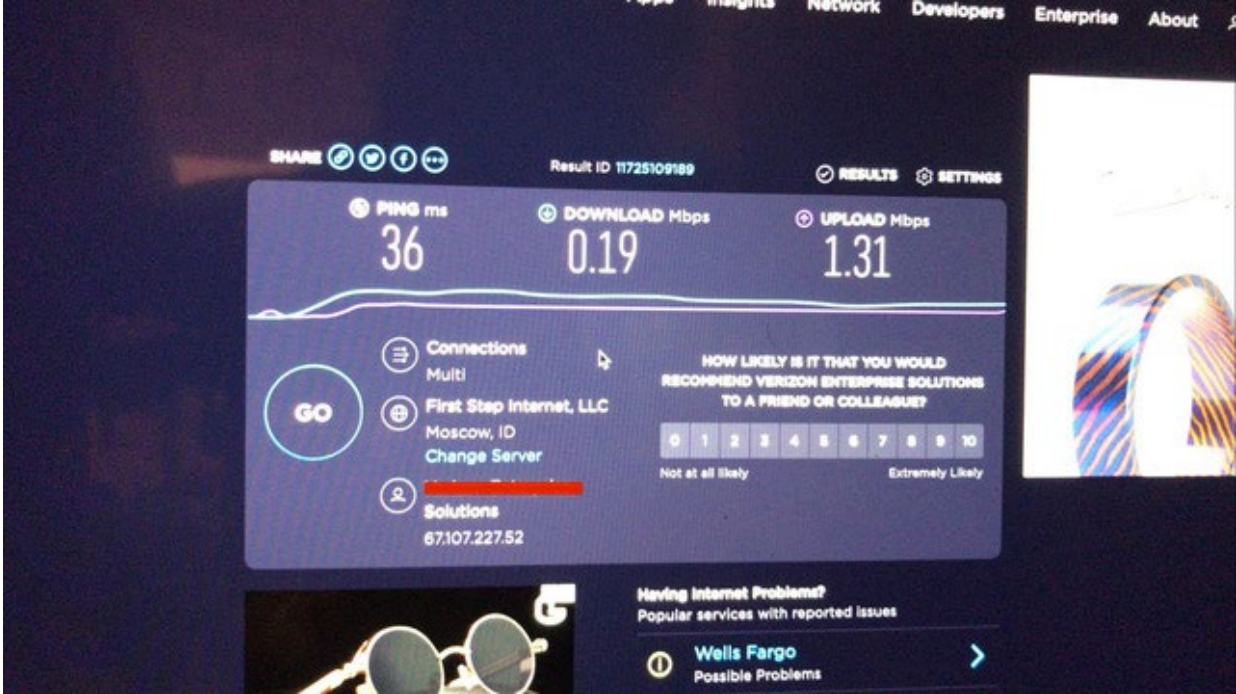 Apps Insights Network Developers Enterprise About
SHARE Result ID 11725109189 RESULTS SETTINGS
PING ms DOWNLOAD Mbps UPLOAD Mbps
36 0.19 1.31
Connections
Multi
GO
First Step Internet, LLC
Moscow, ID
Change Server
Solutions
67.107.227.52
HOW LIKELY IS IT THAT YOU WOULD
RECOMMEND VERIZON ENTERPRISE SOLUTIONS
TO A FRIEND OR COLLEAGUE?
0 1 2 3 4 5 6 7 8 9 10
Not at all likely Extremely Likely
Having Internet Problems?
Popular services with reported issues
Wells Fargo
Possible Problems